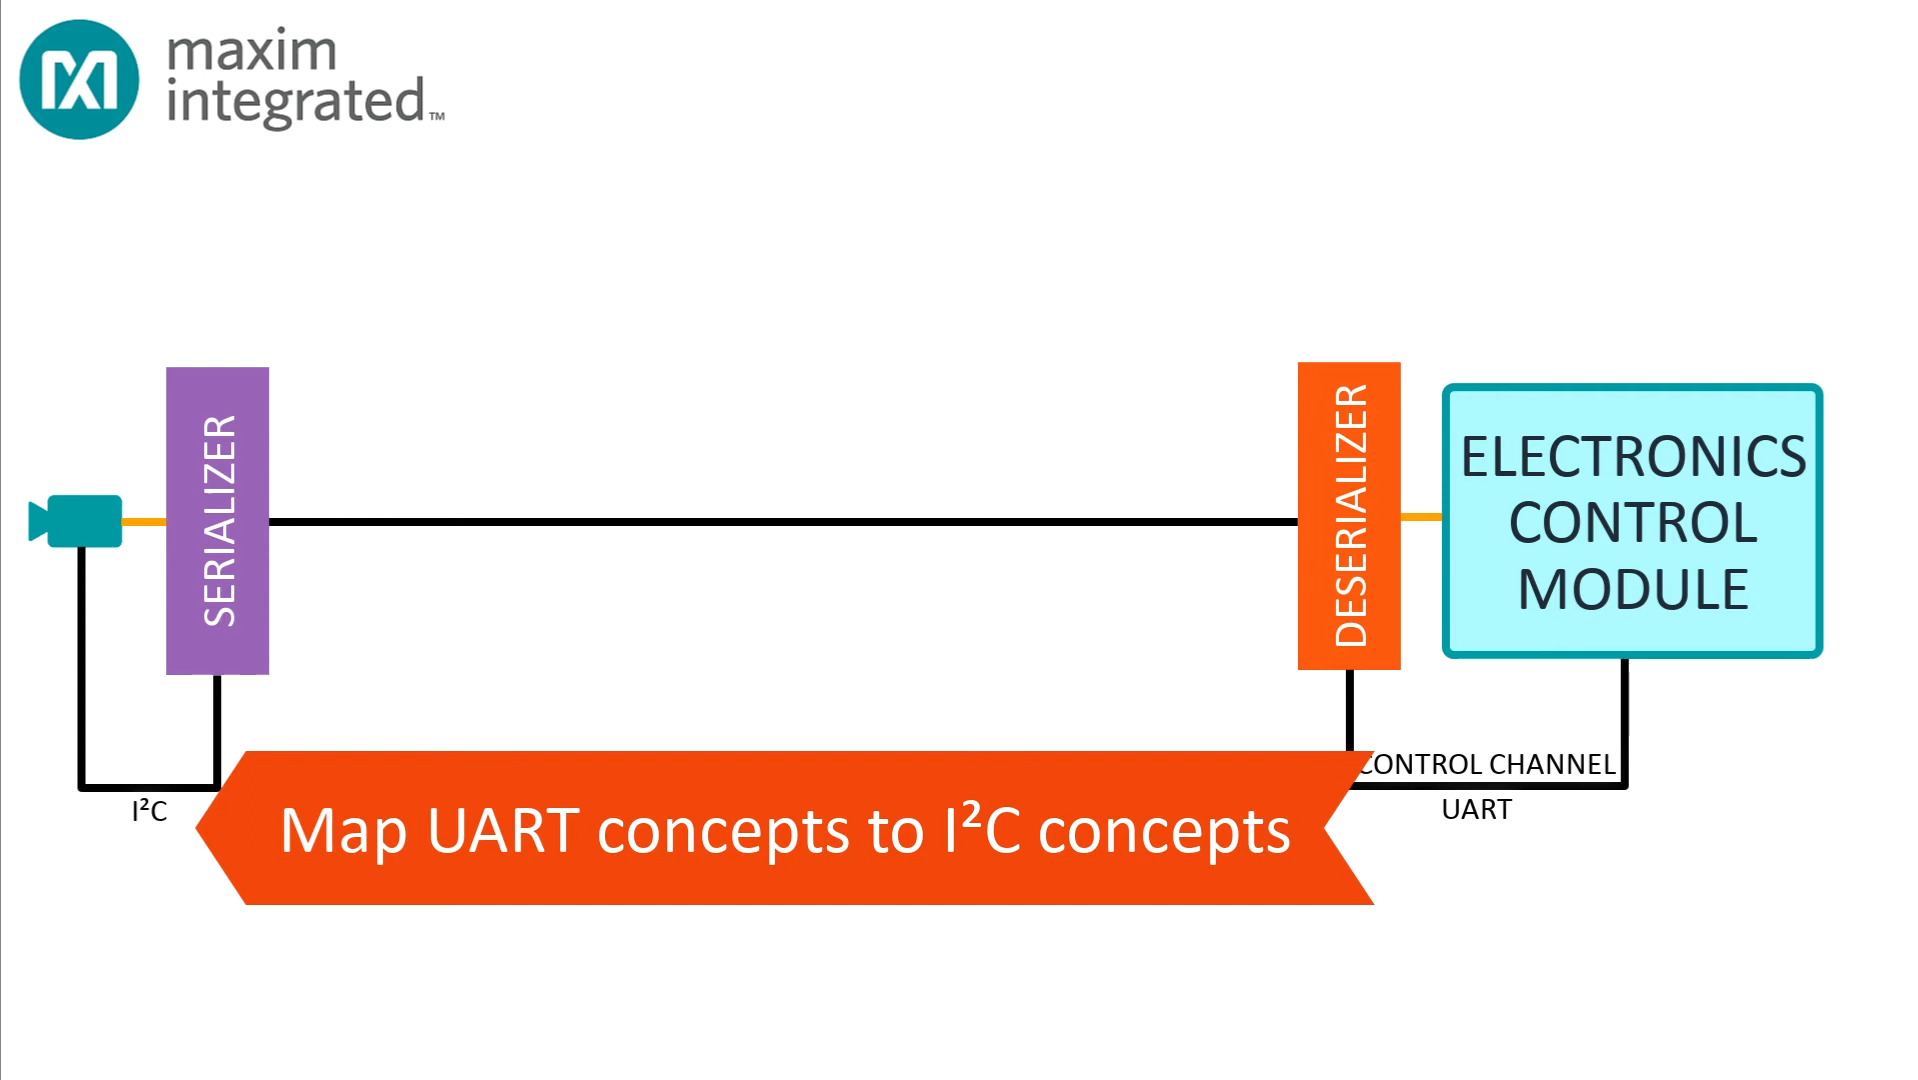 maxim
integrated™
SERIALIZER
DESERIALIZER
ELECTRONICS
CONTROL
MODULE
CONTROL CHANNEL
UART
I²C
Map UART concepts to I²C concepts